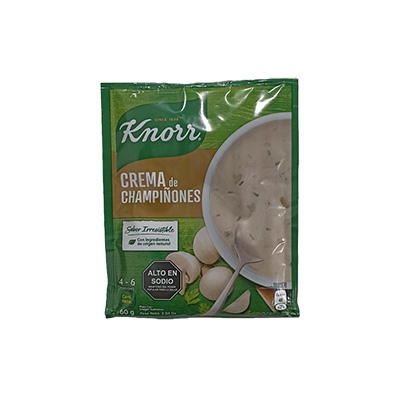 SINCE 1838
Knorr
CREMA de
CHAMPIÑONES
Sabor Irresistible
Con ingredientes
de origen natural
4 - 6
ALTO EN
SODIO
60 g